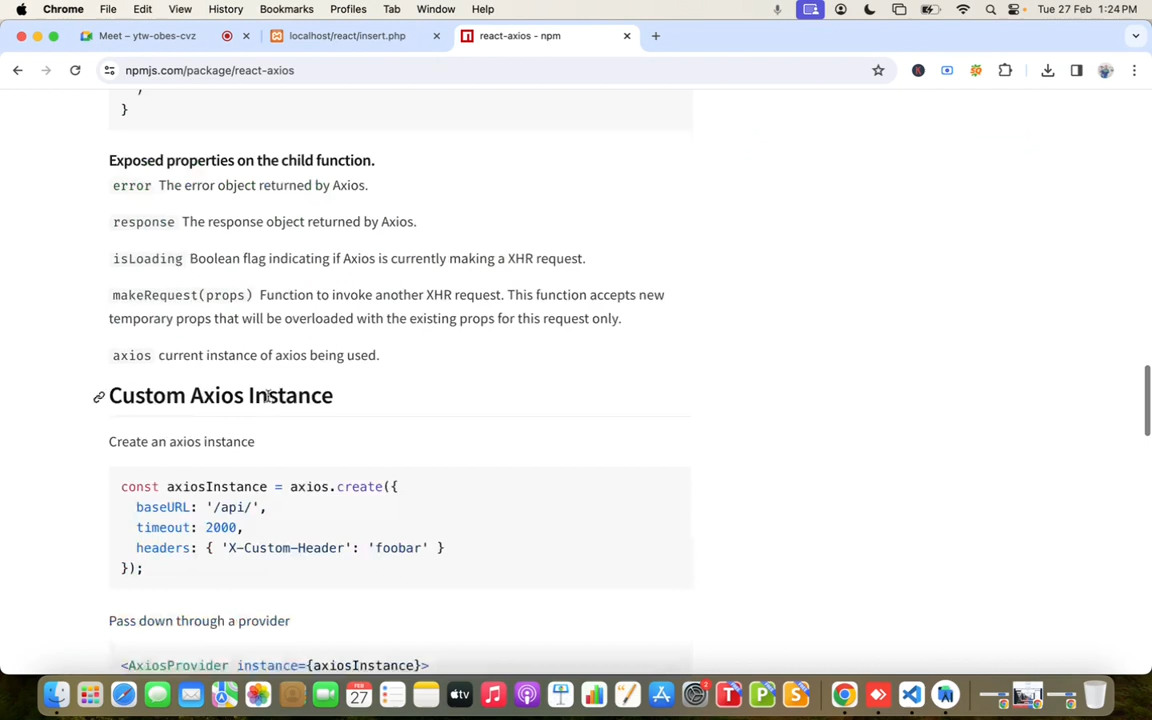 Chrome File Edit View History Bookmarks Profiles Tab Window Help Tue 27 Feb 1:24 PM
Meet – ytw-obes-cvz localhost/react/insert.php react-axios - npm
npmjs.com/package/react-axios
)
}
Exposed properties on the child function.
error The error object returned by Axios.
response The response object returned by Axios.
isLoading Boolean flag indicating if Axios is currently making a XHR request.
makeRequest(props) Function to invoke another XHR request. This function accepts new
temporary props that will be overloaded with the existing props for this request only.
axios current instance of axios being used.
Custom Axios Instance
Create an axios instance
const axiosInstance = axios.create({
baseURL: '/api/',
timeout: 2000,
headers: { 'X-Custom-Header': 'foobar' }
});
Pass down through a provider
<AxiosProvider instance={axiosInstance}>
FEB
27
tv
T P S
2